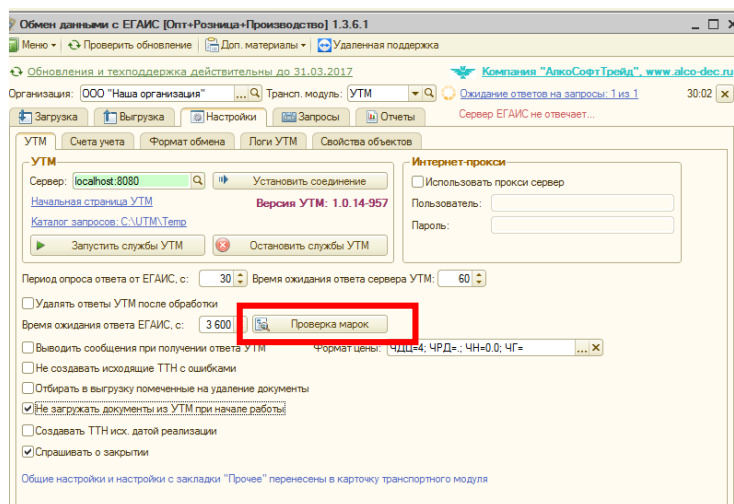 Обмен данными с ЕГАИС [Опт+Розница+Производство] 1.3.6.1
Меню Проверить обновление Доп. материалы Удаленная поддержка
Обновления и техподдержка действительны до 31.03.2017 Компания "АлкоСофтТрейд", www.alco-dec.ru
Организация: ООО "Наша организация" ... Трансп. модуль: УТМ Ожидание ответов на запросы: 1 из 1 30:02
Загрузка Выгрузка Настройки Запросы Отчеты Сервер ЕГАИС не отвечает...
УТМ Счета учета Формат обмена Логи УТМ Свойства объектов
УТМ Интернет-прокси
Сервер: localhost:8080 Установить соединение Использовать прокси сервер
Начальная страница УТМ Версия УТМ: 1.0.14-957 Пользователь:
Каталог запросов: C:\UTM\Temp Пароль:
Запустить службы УТМ Остановить службы УТМ
Период опроса ответа от ЕГАИС, с: 30 Время ожидания ответа сервера УТМ: 60
Удалять ответы УТМ после обработки
Время ожидания ответа ЕГАИС, с: 3 600 Проверка марок
Выводить сообщения при получении ответа УТМ Формат цены: ЧДЦ=4; ЧРД=.; ЧН=0.0; ЧГ= ...
Не создавать исходящие ТТН с ошибками
Отбирать в выгрузку помеченные на удаление документы
Не загружать документы из УТМ при начале работы
Создавать ТТН исх. датой реализации
Спрашивать о закрытии
Общие настройки и настройки с закладки "Прочее" перенесены в карточку транспортного модуля